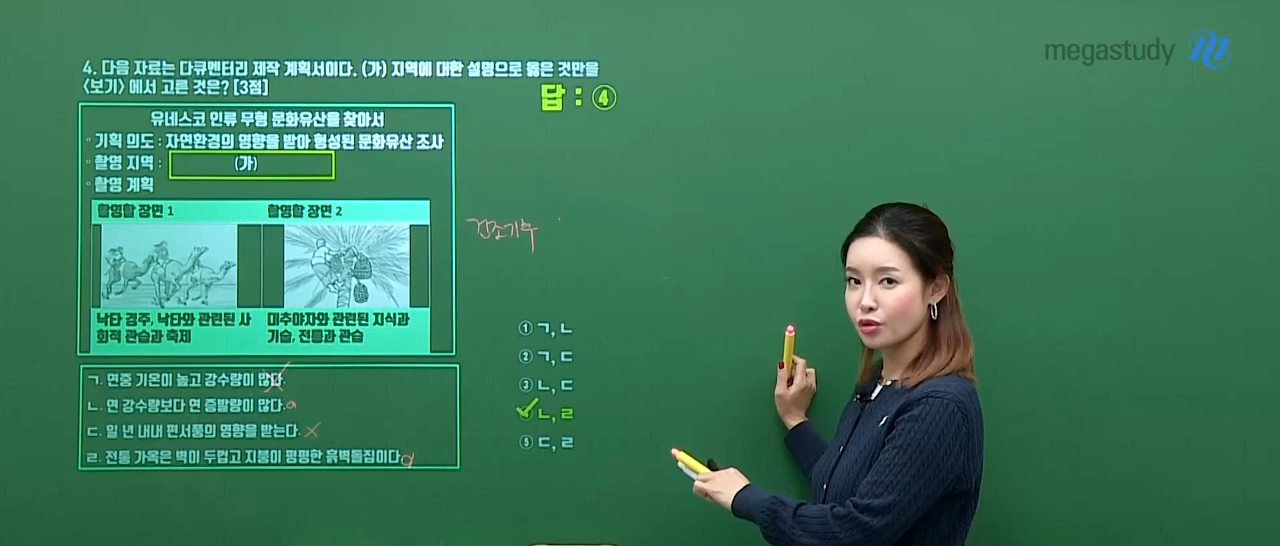 megastudy
4. 다음 자료는 다큐멘터리 제작 계획서이다. (가) 지역에 대한 설명으로 옳은 것만을
<보기> 에서 고른 것은? [3점]
답 : ④
유네스코 인류 무형 문화유산을 찾아서
◦ 기획 의도 : 자연환경의 영향을 받아 형성된 문화유산 조사
◦ 촬영 지역 : (가)
◦ 촬영 계획
촬영할 장면 1
촬영할 장면 2
낙타 경주, 낙타와 관련된 사
회적 관습과 축제
대추야자와 관련된 지식과
기술, 전통과 관습
건조기후
ㄱ. 연중 기온이 높고 강수량이 많다.
ㄴ. 연 강수량보다 연 증발량이 많다.
ㄷ. 일 년 내내 편서풍의 영향을 받는다.
ㄹ. 전통 가옥은 벽이 두껍고 지붕이 평평한 흙벽돌집이다.
① ㄱ, ㄴ
② ㄱ, ㄷ
③ ㄴ, ㄷ
④ ㄴ, ㄹ
⑤ ㄷ, ㄹ